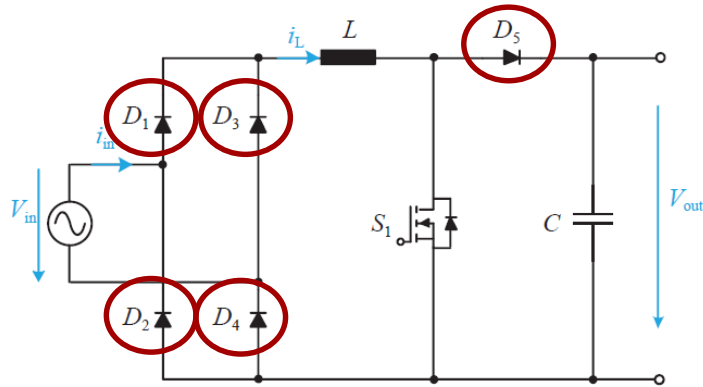 i_L
L
D_5
D_1
D_3
i_in
V_in
S_1
C
V_out
D_2
D_4